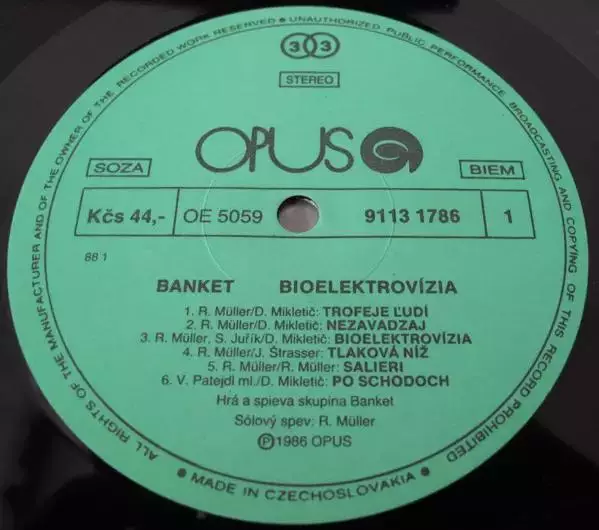 ALL RIGHTS OF THE MANUFACTURER AND OF THE OWNER OF THE RECORDED WORK RESERVED ● UNAUTHORIZED PUBLIC PERFORMANCE BROADCASTING AND COPYING OF THIS RECORD PROHIBITED
33
STEREO
OPUS
SOZA
BIEM
Kčs 44,- OE 5059 9113 1786 1
88 1
BANKET BIOELEKTROVÍZIA
1. R. Müller/D. Mikletič: TROFEJE ĽUDÍ
2. R. Müller/D. Mikletič: NEZAVADZAJ
3. R. Müller, S. Juřík/D. Mikletič: BIOELEKTROVÍZIA
4. R. Müller/J. Štrasser: TLAKOVÁ NÍŽ
5. R. Müller/R. Müller: SALIERI
6. V. Patejdl ml./D. Mikletič: PO SCHODOCH
Hrá a spieva skupina Banket
Sólový spev: R. Müller
Ⓟ1986 OPUS
● MADE IN CZECHOSLOVAKIA ●